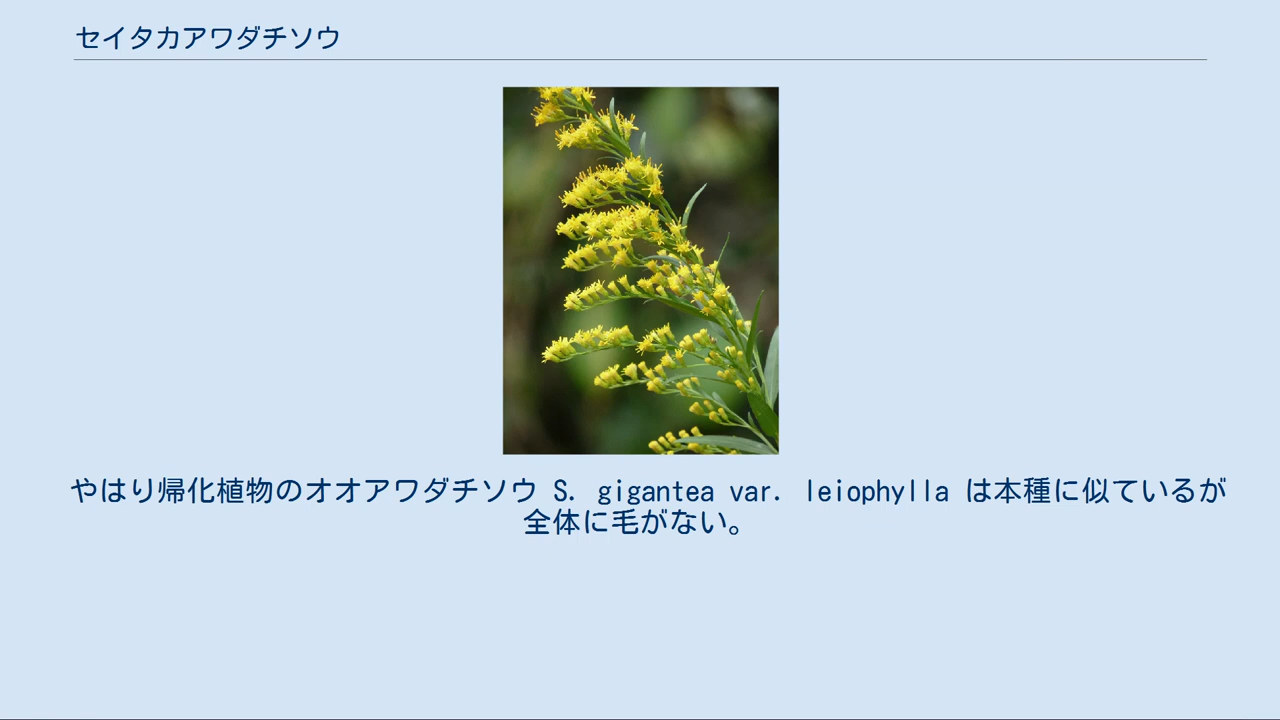 セイタカアワダチソウ
やはり帰化植物のオオアワダチソウ S. gigantea var. leiophylla は本種に似ているが
全体に毛がない。